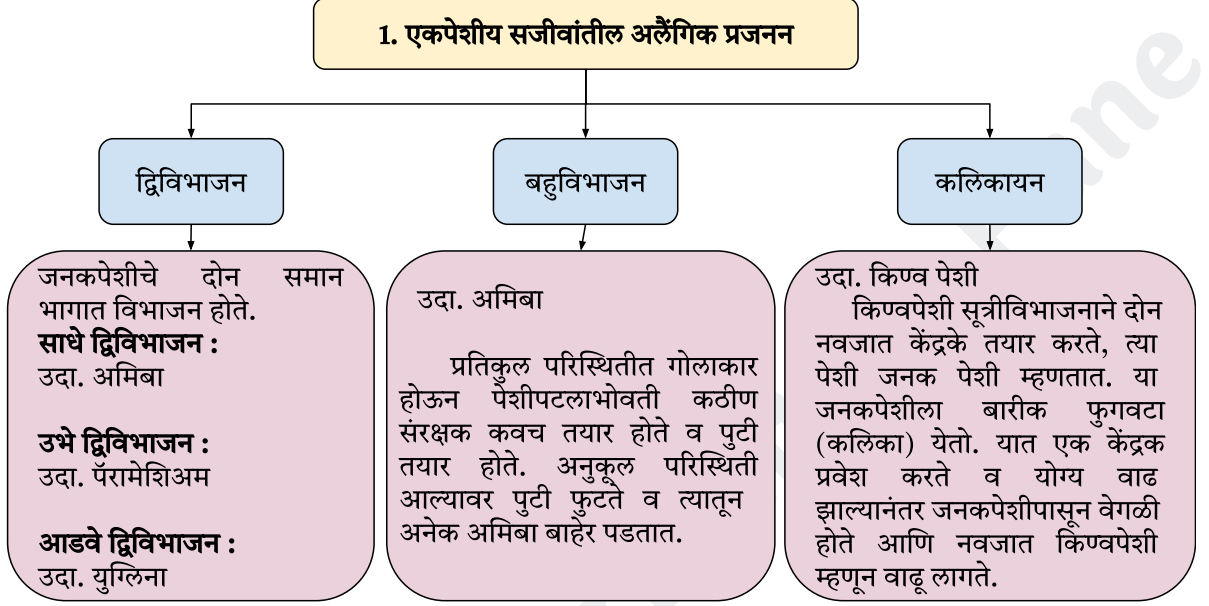 1. एकपेशीय सजीवांतील अलैंगिक प्रजनन
द्विविभाजन
बहुविभाजन
कलिकायन
जनकपेशीचे दोन समान
भागात विभाजन होते.
साधे द्विविभाजन :
उदा. अमिबा
उभे द्विविभाजन :
उदा. पॅरामेशिअम
आडवे द्विविभाजन :
उदा. युग्लिना
उदा. अमिबा
प्रतिकुल परिस्थितीत गोलाकार
होऊन पेशीपटलाभोवती कठीण
संरक्षक कवच तयार होते व पुटी
तयार होते. अनुकूल परिस्थिती
आल्यावर पुटी फुटते व त्यातून
अनेक अमिबा बाहेर पडतात.
उदा. किण्व पेशी
किण्वपेशी सूत्रीविभाजनाने दोन
नवजात केंद्रके तयार करते, त्या
पेशी जनक पेशी म्हणतात. या
जनकपेशीला बारीक फुगवटा
(कलिका) येतो. यात एक केंद्रक
प्रवेश करते व योग्य वाढ
झाल्यानंतर जनकपेशीपासून वेगळी
होते आणि नवजात किण्वपेशी
म्हणून वाढू लागते.